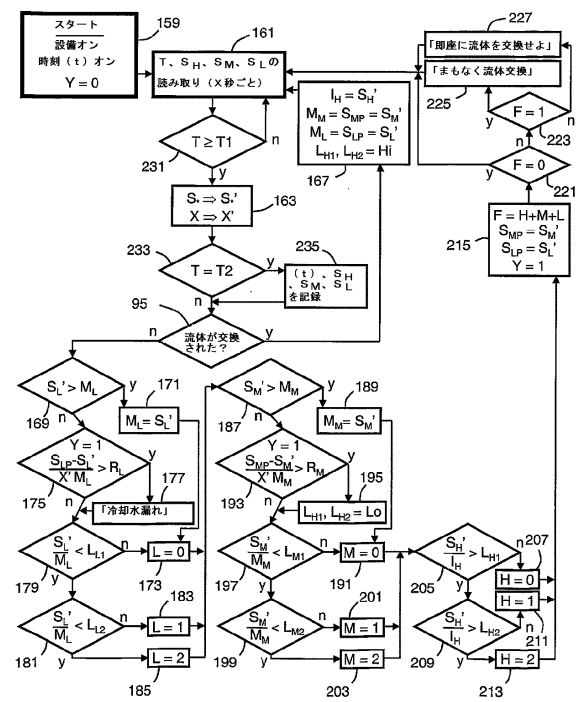 スタート
設備オン
時刻(t)オン
Y=0
159
T、S_H、S_M、S_Lの
読み取り(X秒ごと)
161
T≥T1
231
n
y
S*⇒S*'
X⇒X'
163
T=T2
233
y
n
(t)、S_H
、S_M、S_L
を記録
235
流体が交換
された?
95
n
y
I_H=S_H'
M_M=S_MP=S_M'
M_L=S_LP=S_L'
L_H1, L_H2=Hi
167
「即座に流体を交換せよ」
227
「まもなく流体交換」
225
F=1
223
y
n
F=0
221
y
n
F=H+M+L
S_MP=S_M'
S_LP=S_L'
Y=1
215
S_L'>M_L
169
y
n
M_L=S_L'
171
Y=1
S_LP-S_L'
X'M_L
>R_L
175
y
n
「冷却水漏れ」
177
S_L'
M_L
<L_L1
179
n
y
L=0
173
S_L'
M_L
<L_L2
181
n
y
L=1
183
L=2
185
S_M'>M_M
187
y
n
M_M=S_M'
189
Y=1
S_MP-S_M'
X'M_M
>R_M
193
y
n
L_H1, L_H2=Lo
195
S_M'
M_M
<L_M1
197
n
y
M=0
191
S_M'
M_M
<L_M2
199
n
y
M=1
201
M=2
203
S_H'
I_H
>L_H1
205
n
y
H=0
207
H=1
211
S_H'
I_H
>L_H2
209
n
y
H=2
213